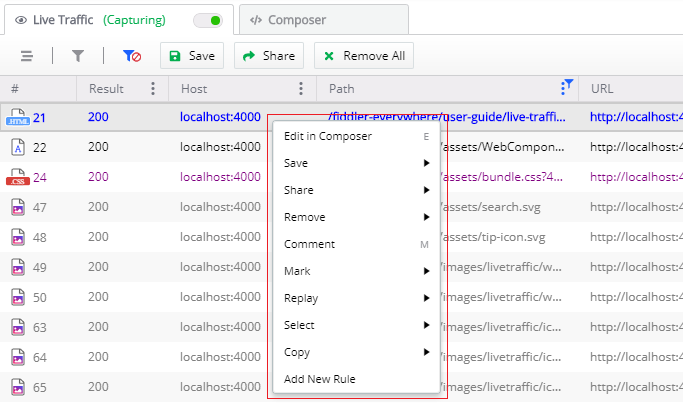 Live Traffic (Capturing) Composer
Save Share Remove All
# Result Host Path URL
.HTML 21 200 localhost:4000 /fiddler-everywhere/user-guide/live-traffi... http://localhost:4
A 22 200 localhost:4000 /assets/WebCompon... http://localhost:4
.CSS 24 200 localhost:4000 /assets/bundle.css?4... http://localhost:4
47 200 localhost:4000 /assets/search.svg http://localhost:4
48 200 localhost:4000 /assets/tip-icon.svg http://localhost:4
49 200 localhost:4000 /images/livetraffic/w... http://localhost:4
50 200 localhost:4000 /images/livetraffic/w... http://localhost:4
63 200 localhost:4000 /images/livetraffic/ic... http://localhost:4
64 200 localhost:4000 /images/livetraffic/ic... http://localhost:4
65 200 localhost:4000 /images/livetraffic/ic... http://localhost:4
Edit in Composer E
Save
Share
Remove
Comment M
Mark
Replay
Select
Copy
Add New Rule